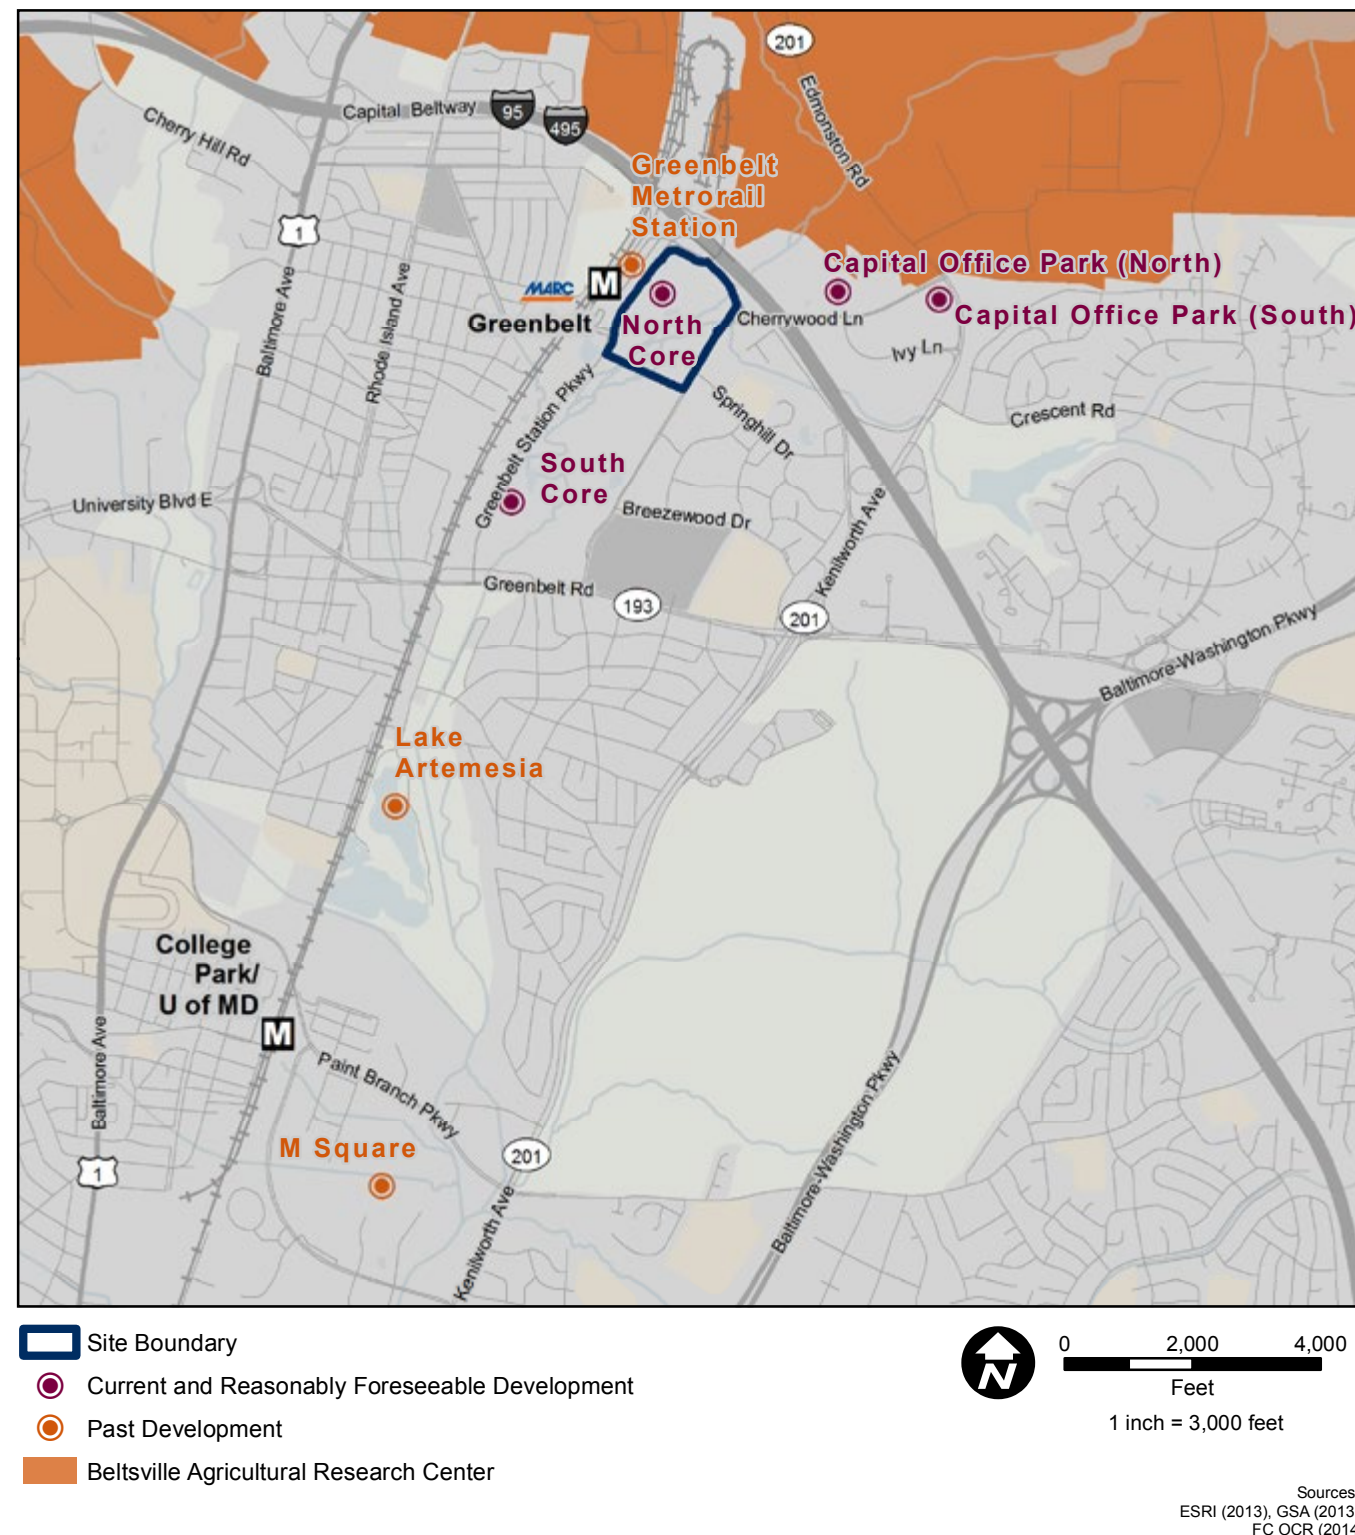 201
Edmonston Rd
Capital Beltway
95
495
Cherry Hill Rd
Greenbelt
Metrorail
Station
1
Baltimore Ave
Rhode Island Ave
MARC
M
Greenbelt
North
Core
Capital Office Park (North)
Capital Office Park (South)
Cherrywood Ln
Ivy Ln
Springhill Dr
Crescent Rd
Greenbelt Station Pkwy
South
Core
University Blvd E
Breezewood Dr
Kenilworth Ave
Greenbelt Rd
193
201
Baltimore-Washington Pkwy
Lake
Artemesia
College
Park/
U of MD
M
Baltimore Ave
Paint Branch Pkwy
M Square
1
201
Kenilworth Ave
Baltimore-Washington Pkwy
Site Boundary
Current and Reasonably Foreseeable Development
Past Development
Beltsville Agricultural Research Center
N
0 2,000 4,000
Feet
1 inch = 3,000 feet
Sources
ESRI (2013), GSA (2013
FC OCR (2014